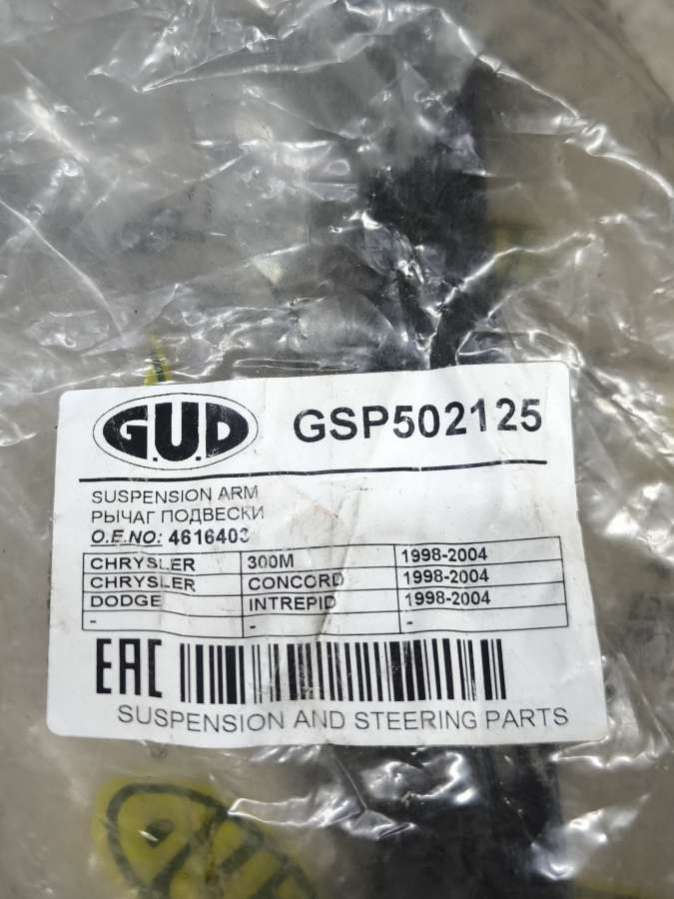 G.U.D
GSP502125
SUSPENSION ARM
РЫЧАГ ПОДВЕСКИ
O.E.NO: 4616403
CHRYSLER 300M 1998-2004
CHRYSLER CONCORD 1998-2004
DODGE INTREPID 1998-2004
- - -
EAC
SUSPENSION AND STEERING PARTS